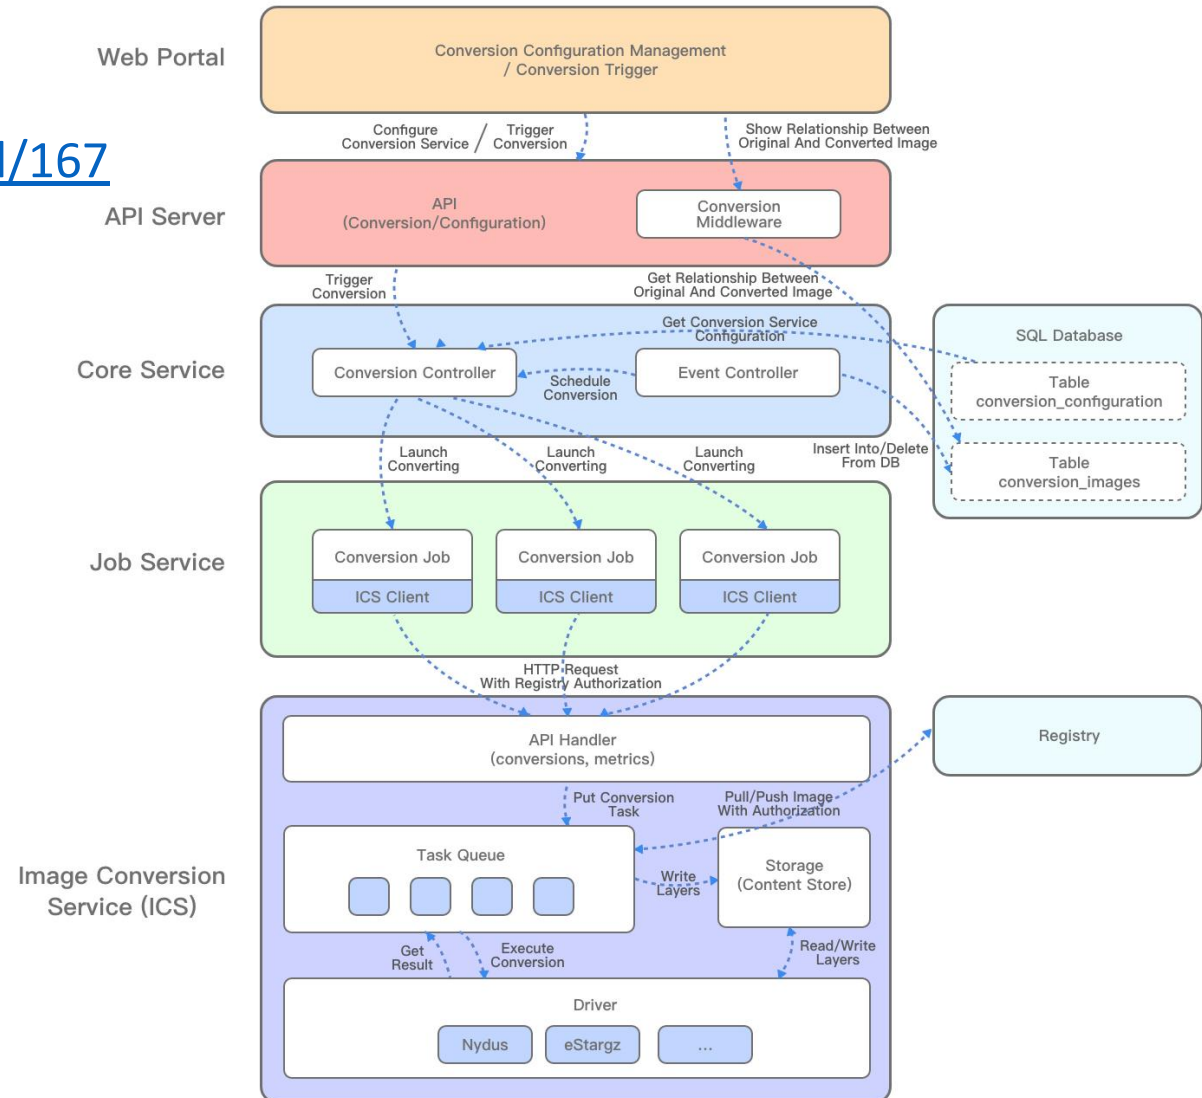 Web Portal
Conversion Configuration Management
/ Conversion Trigger
Configure
Conversion Service
/
Trigger
Conversion
Show Relationship Between
Original And Converted Image
/167
API Server
API
(Conversion/Configuration)
Conversion
Middleware
Trigger
Conversion
Get Relationship Between
Original And Converted Image
Core Service
Get Conversion Service
Configuration
Conversion Controller
Schedule
Conversion
Event Controller
SQL Database
Table
conversion_configuration
Table
conversion_images
Launch
Converting
Launch
Converting
Launch
Converting
Insert Into/Delete
From DB
Job Service
Conversion Job
ICS Client
Conversion Job
ICS Client
Conversion Job
ICS Client
HTTP Request
With Registry Authorization
Image Conversion
Service (ICS)
API Handler
(conversions, metrics)
Registry
Put Conversion
Task
Pull/Push Image
With Authorization
Task Queue
Write
Layers
Storage
(Content Store)
Get
Result
Execute
Conversion
Read/Write
Layers
Driver
Nydus
eStargz
...